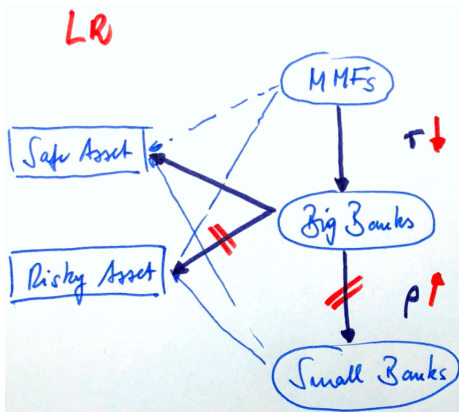 LR
MMFs
Safe Asset
τ ↓
Big Banks
Risky Asset
ρ ↑
Small Banks